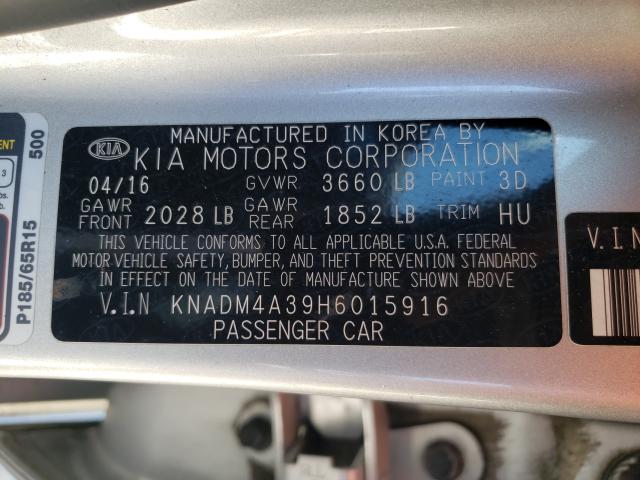 MANUFACTURED IN KOREA BY
KIA KIA MOTORS CORPORATION
04/16 GVWR 3660 LB PAINT 3D
GAWR FRONT 2028 LB GAWR REAR 1852 LB TRIM HU
THIS VEHICLE CONFORMS TO ALL APPLICABLE U.S.A. FEDERAL
MOTOR VEHICLE SAFETY, BUMPER, AND THEFT PREVENTION STANDARDS
IN EFFECT ON THE DATE OF MANUFACTURE SHOWN ABOVE
V.I.N KNADM4A39H6015916
PASSENGER CAR
P185/65R15
500
3
V.I.N